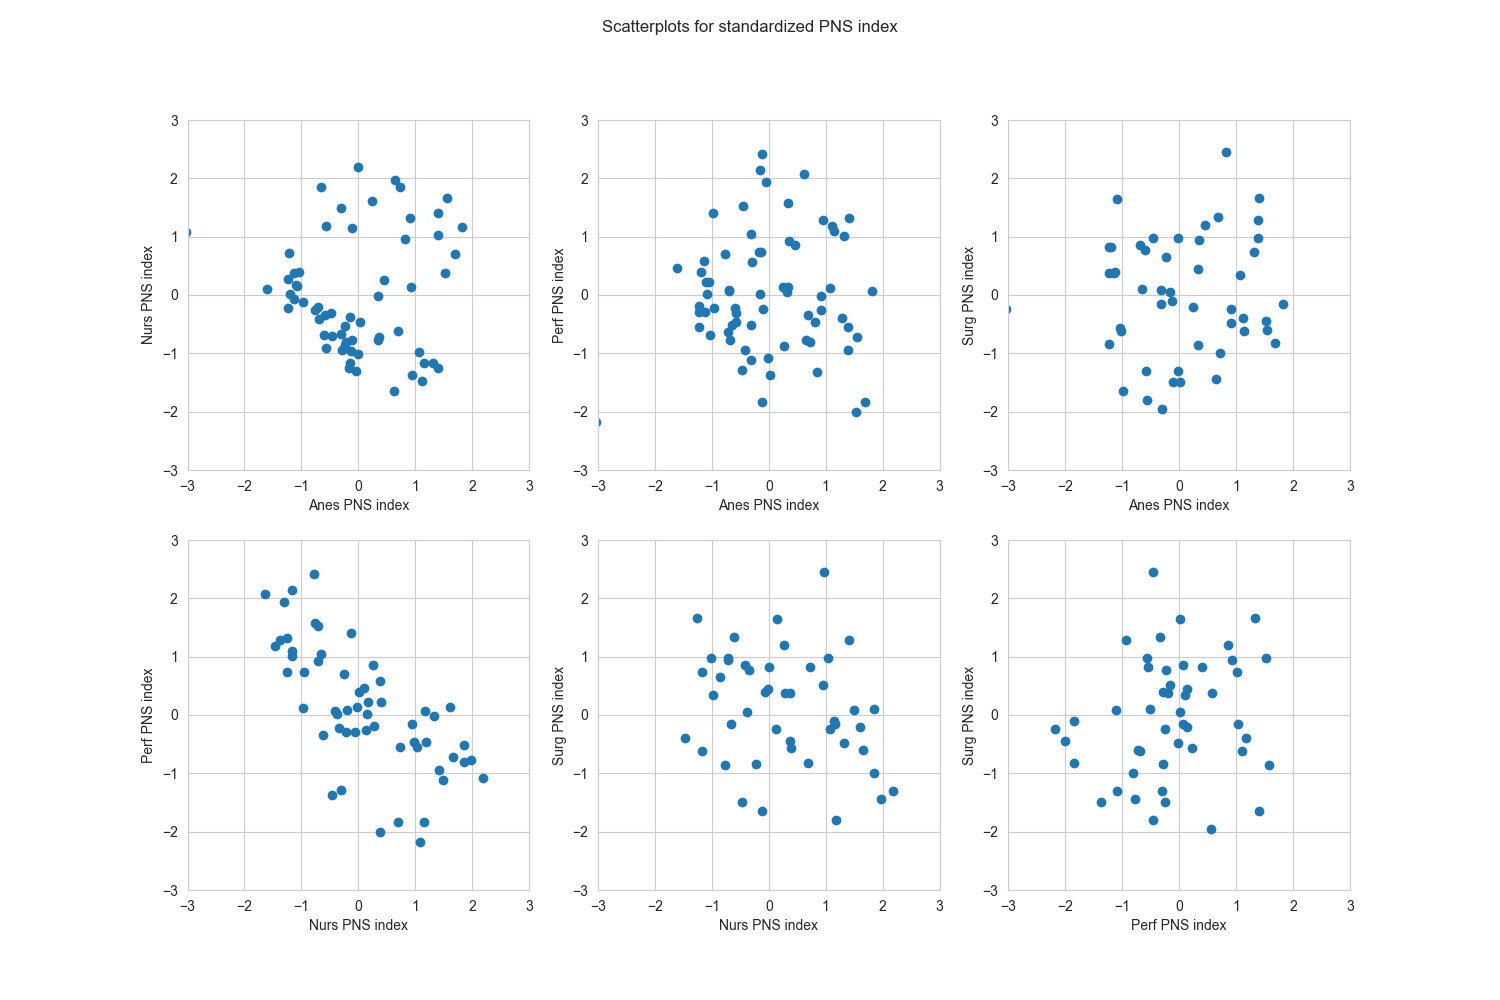 Scatterplots for standardized PNS index
3 3 3
2 2 2
1 1 1
0 0 0
−1 −1 −1
−2 −2 −2
−3 −3 −3
Nurs PNS index Perf PNS index Surg PNS index
−3 −2 −1 0 1 2 3 −3 −2 −1 0 1 2 3 −3 −2 −1 0 1 2 3
Anes PNS index Anes PNS index Anes PNS index
3 3 3
2 2 2
1 1 1
0 0 0
−1 −1 −1
−2 −2 −2
−3 −3 −3
Perf PNS index Surg PNS index Surg PNS index
−3 −2 −1 0 1 2 3 −3 −2 −1 0 1 2 3 −3 −2 −1 0 1 2 3
Nurs PNS index Nurs PNS index Perf PNS index